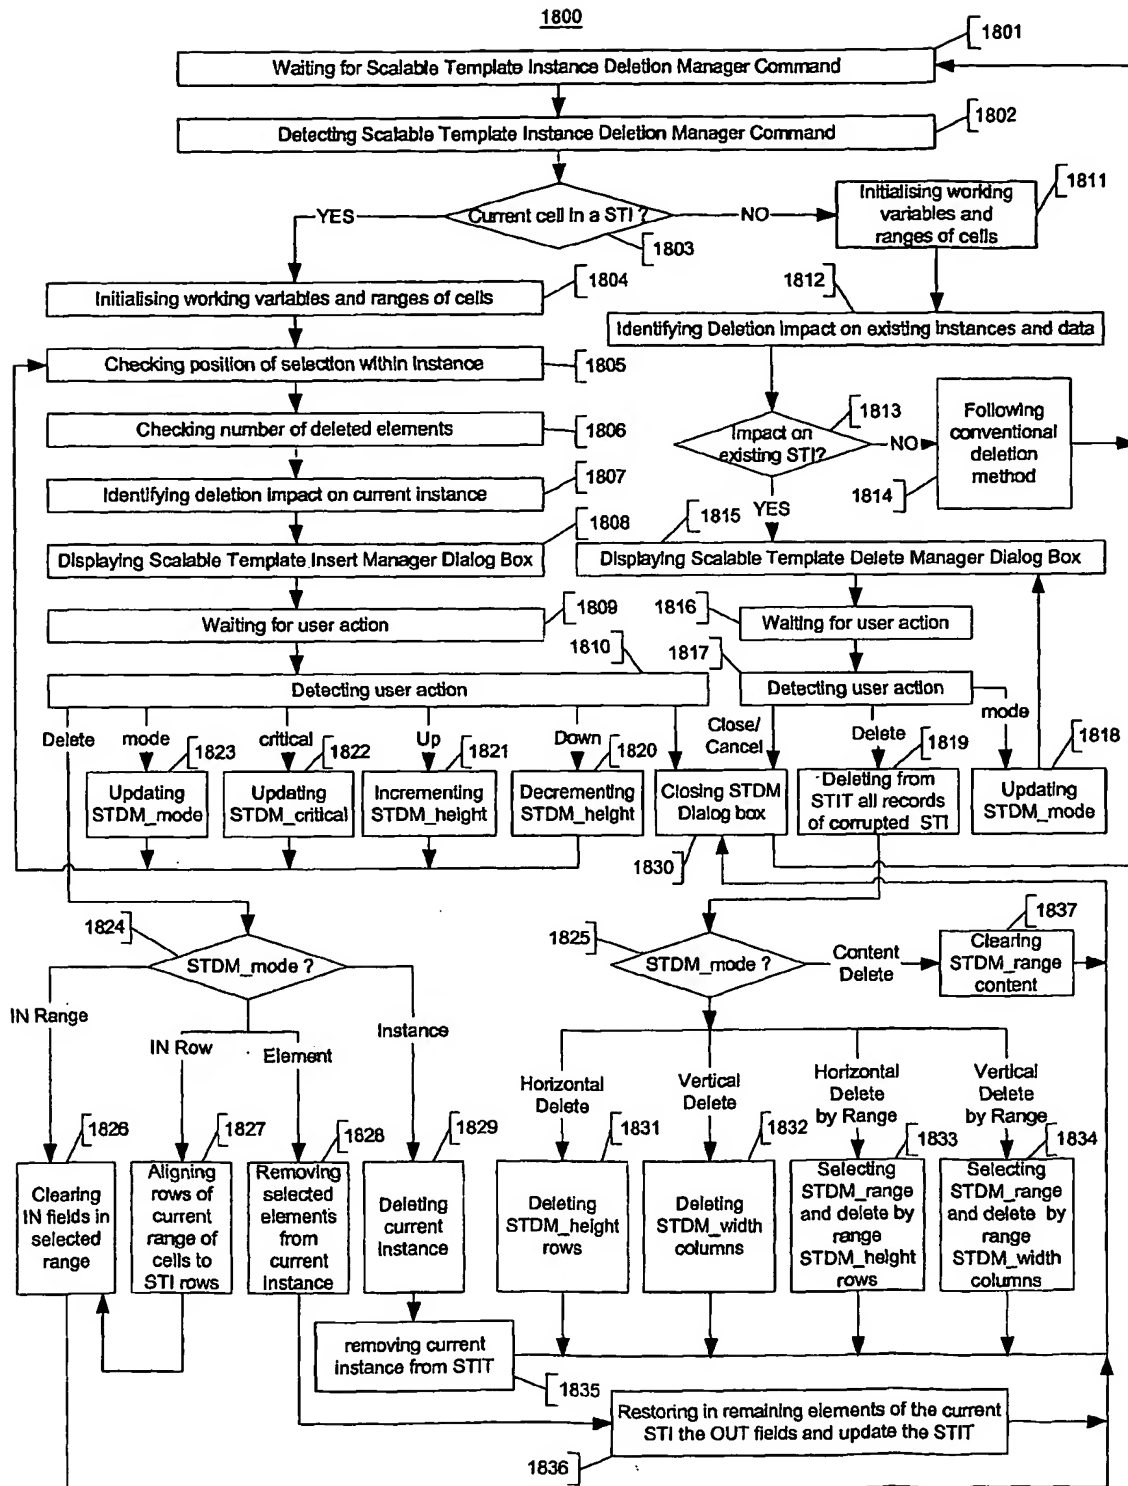 1800
1801
Waiting for Scalable Template Instance Deletion Manager Command
1802
Detecting Scalable Template Instance Deletion Manager Command
Current cell in a STI ?
YES
NO
1803
Initialising working
variables and
ranges of cells
1811
1804
Initialising working variables and ranges of cells
1812
Identifying Deletion Impact on existing Instances and data
Checking position of selection within Instance
1805
Checking number of deleted elements
1806
Impact on
existing STI?
1813
NO
Following
conventional
deletion
method
1814
YES
Identifying deletion Impact on current instance
1807
1808
Displaying Scalable Template Insert Manager Dialog Box
1815
Displaying Scalable Template Delete Manager Dialog Box
1809
Waiting for user action
1816
Waiting for user action
1810
Detecting user action
1817
Detecting user action
Delete
mode
critical
Up
Down
Close/
Cancel
Delete
mode
1823
Updating
STDM_mode
1822
Updating
STDM_critical
1821
Incrementing
STDM_height
1820
Decrementing
STDM_height
Closing STDM
Dialog box
1830
1819
Deleting from
STIT all records
of corrupted STI
1818
Updating
STDM_mode
1824
STDM_mode ?
1825
STDM_mode ?
Content
Delete
1837
Clearing
STDM_range
content
IN Range
IN Row
Element
Instance
Horizontal
Delete
Vertical
Delete
Horizontal
Delete
by Range
Vertical
Delete
by Range
1826
Clearing
IN fields in
selected
range
1827
Aligning
rows of
current
range of
cells to
STI rows
1828
Removing
selected
elements
from
current
Instance
1829
Deleting
current
Instance
1831
Deleting
STDM_height
rows
1832
Deleting
STDM_width
columns
1833
Selecting
STDM_range
and delete by
range
STDM_height
rows
1834
Selecting
STDM_range
and delete by
range
STDM_width
columns
removing current
instance from STIT
1835
Restoring in remaining elements of the current
STI the OUT fields and update the STIT
1836